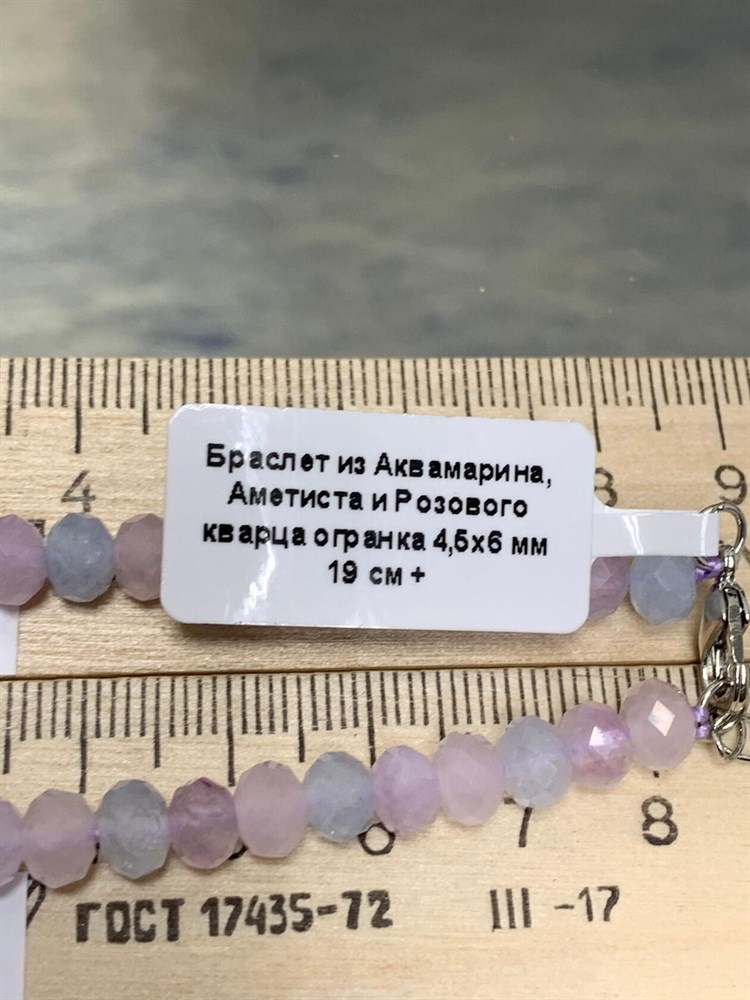 4
8
9
Браслет из Аквамарина,
Аметиста и Розового
кварца огранка 4,5х6 мм
19 см +
6
7
8
ГОСТ 17435-72
III -17